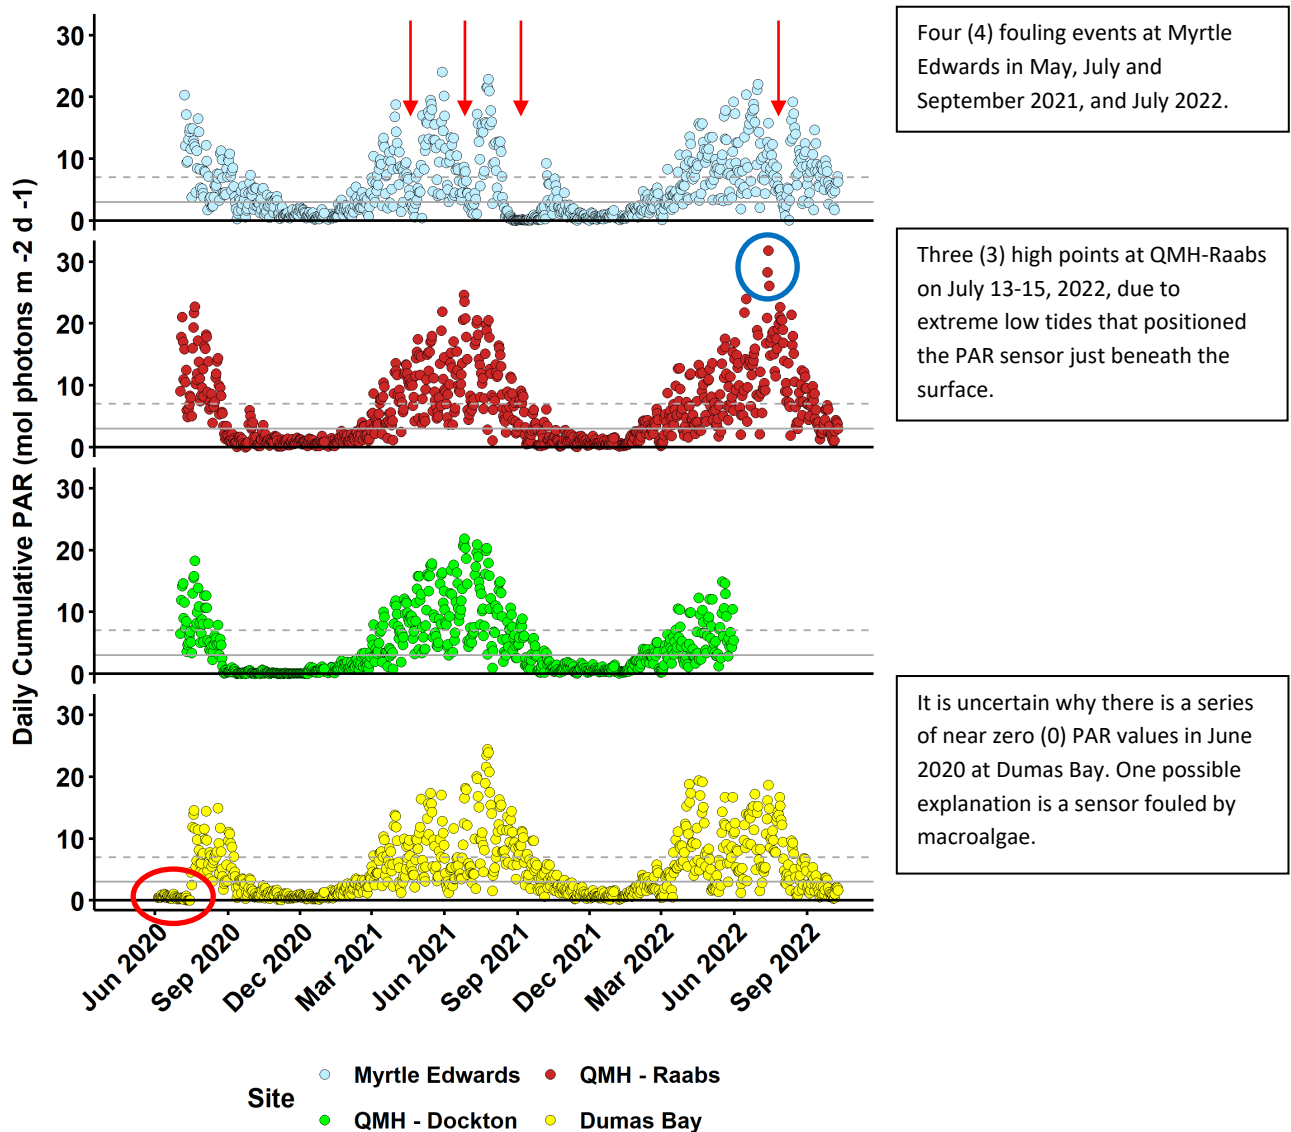 Daily Cumulative PAR (mol photons m -2 d -1)
30
20
10
0
30
20
10
0
30
20
10
0
30
20
10
0
Jun 2020
Sep 2020
Dec 2020
Mar 2021
Jun 2021
Sep 2021
Dec 2021
Mar 2022
Jun 2022
Sep 2022
Four (4) fouling events at Myrtle
Edwards in May, July and
September 2021, and July 2022.
Three (3) high points at QMH-Raabs
on July 13-15, 2022, due to
extreme low tides that positioned
the PAR sensor just beneath the
surface.
It is uncertain why there is a series
of near zero (0) PAR values in June
2020 at Dumas Bay. One possible
explanation is a sensor fouled by
macroalgae.
Site
Myrtle Edwards
QMH - Raabs
QMH - Dockton
Dumas Bay